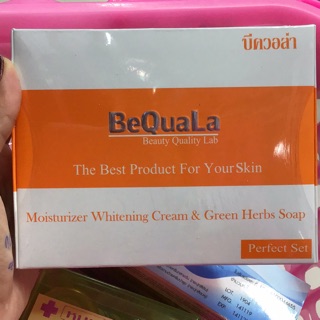 บีควอล่า
BeQuaLa
Beauty Quality Lab
The Best Product For Your Skin
Moisturizer Whitening Cream & Green Herbs Soap
Perfect Set